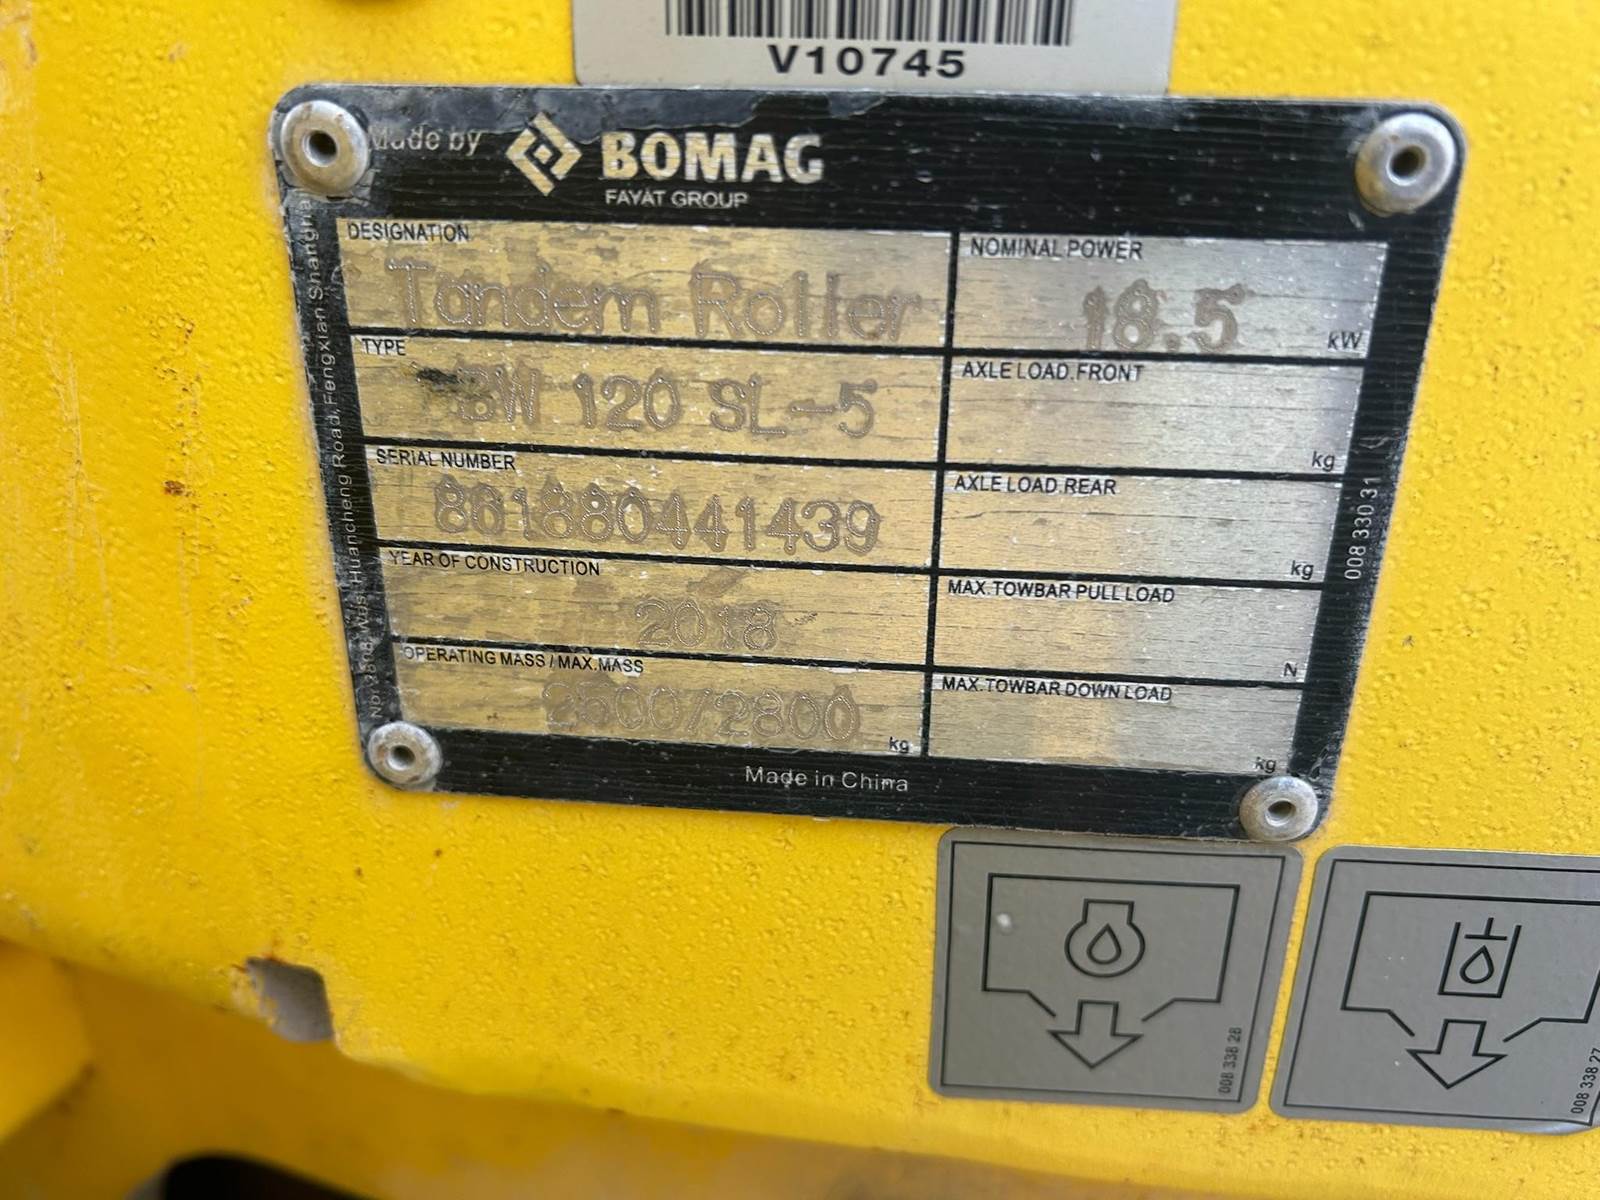 V10745
Made by BOMAG
FAYAT GROUP
DESIGNATION
Tandem Roller
NOMINAL POWER
18.5 kW
TYPE
BW 120 SL-5
AXLE LOAD.FRONT
kg
SERIAL NUMBER
861880441439
AXLE LOAD.REAR
kg
YEAR OF CONSTRUCTION
2018
MAX.TOWBAR PULL LOAD
N
OPERATING MASS / MAX.MASS
/2800 kg
MAX.TOWBAR DOWN LOAD
kg
Made in China
Huancheng Road, Fengxian
008 330 31
008 338 28
008 338 27